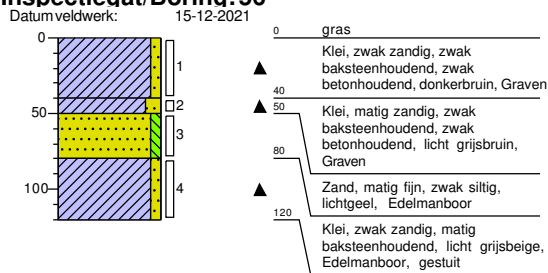 Inspectiegat/Boring:
Datum veldwerk: 15-12-2021
0
50
100
1
2
3
4
0
gras
Klei, zwak zandig, zwak
baksteenhoudend, zwak
betonhoudend, donkerbruin, Graven
40
50
Klei, matig zandig, zwak
baksteenhoudend, zwak
betonhoudend, licht grijsbruin,
Graven
80
Zand, matig fijn, zwak siltig,
lichtgeel, Edelmanboor
120
Klei, zwak zandig, matig
baksteenhoudend, licht grijsbeige,
Edelmanboor, gestuit